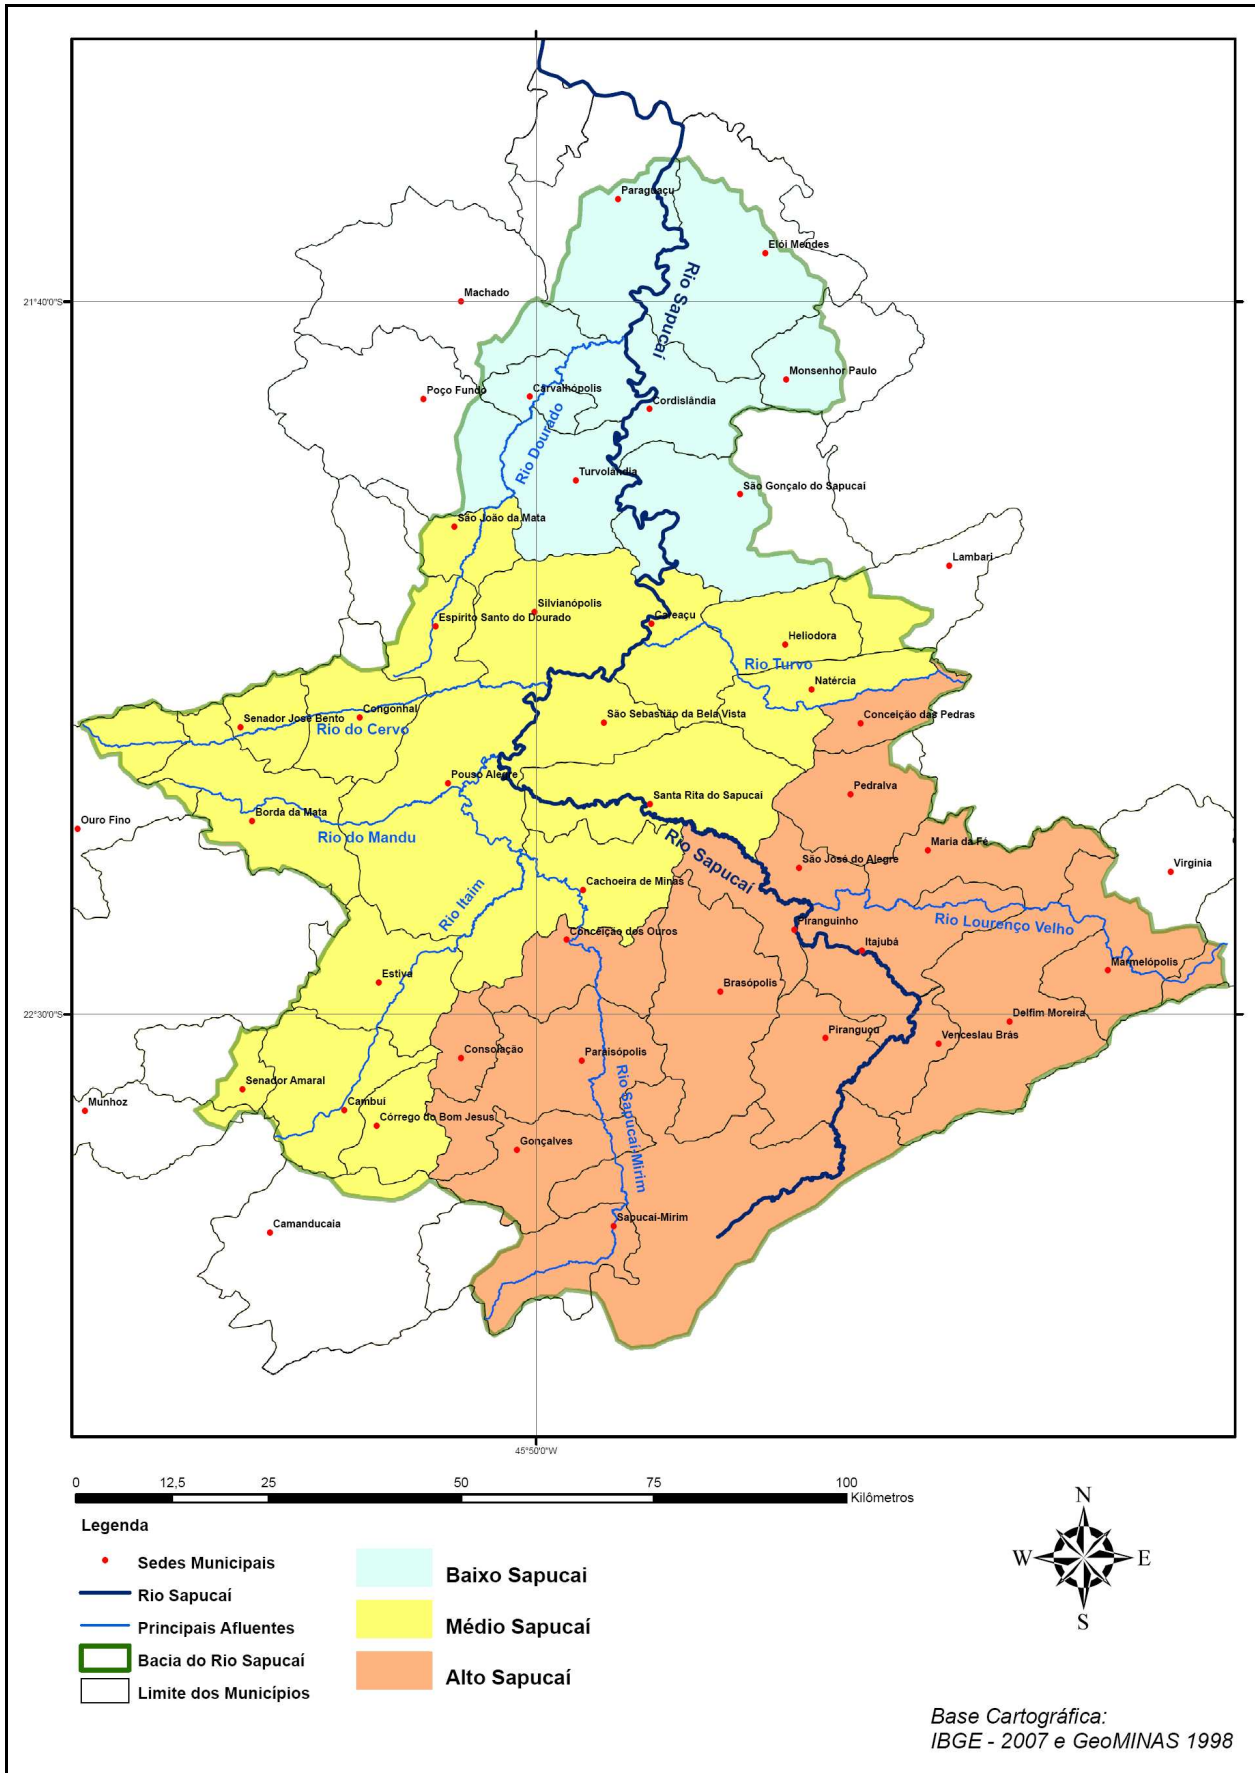 Paraguaçu
Elói Mendes
Rio Sapucaí
21°40'0"S
Machado
Monsenhor Paulo
Poço Fundo
Carvalhópolis
Cordislândia
Rio Dourado
Turvolândia
São Gonçalo do Sapucaí
São João da Mata
Lambari
Silvianópolis
Espírito Santo do Dourado
Careaçu
Heliodora
Rio Turvo
Natércia
Senador José Bento
Congonhal
Rio do Cervo
São Sebastião da Bela Vista
Conceição das Pedras
Pouso Alegre
Pedralva
Santa Rita do Sapucaí
Ouro Fino
Borda da Mata
Rio do Mandu
Rio Sapucaí
Maria da Fé
São José do Alegre
Virginia
Cachoeira de Minas
Rio Itaim
Rio Lourenço Velho
Piranguinho
Conceição dos Ouros
Itajubá
Marmelópolis
Estiva
Brasópolis
22°30'0"S
Delfim Moreira
Piranguçu
Venceslau Brás
Consolação
Paraisópolis
Rio Sapucaí-Mirim
Senador Amaral
Munhoz
Cambuí
Córrego do Bom Jesus
Gonçalves
Camanducaia
Sapucaí-Mirim
45°50'0"W
0 12,5 25 50 75 100
Kilômetros
Legenda
Sedes Municipais
Rio Sapucaí
Principais Afluentes
Bacia do Rio Sapucaí
Limite dos Municípios
Baixo Sapucai
Médio Sapucaí
Alto Sapucaí
N
W E
S
Base Cartográfica:
IBGE - 2007 e GeoMINAS 1998